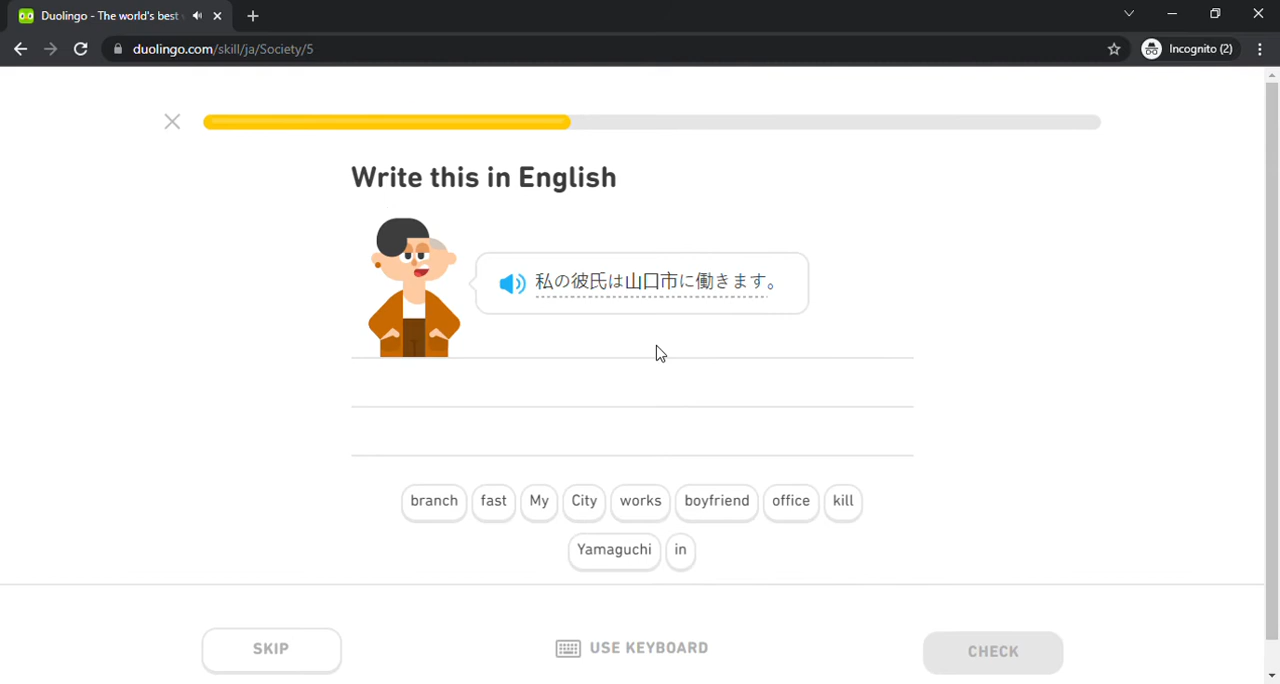 Duolingo - The world's best
duolingo.com/skill/ja/Society/5
Incognito (2)
Write this in English
私の彼氏は山口市に働きます。
branch fast My City works boyfriend office kill
Yamaguchi in
SKIP
USE KEYBOARD
CHECK